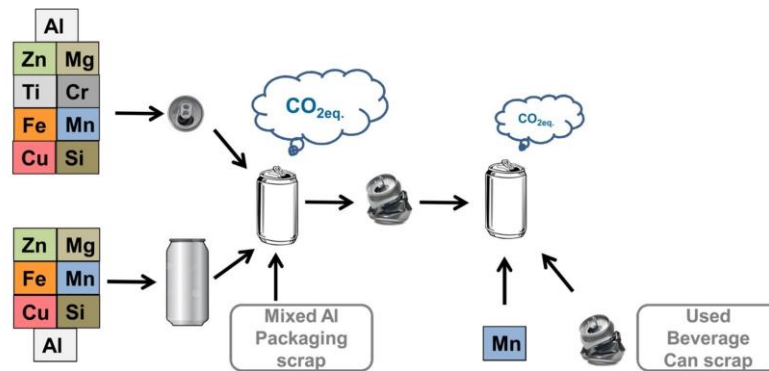 Al
Zn Mg
Ti Cr
Fe Mn
Cu Si
CO2eq.
CO2eq.
Zn Mg
Fe Mn
Cu Si
Al
Mixed Al
Packaging
scrap
Mn
Used
Beverage
Can scrap